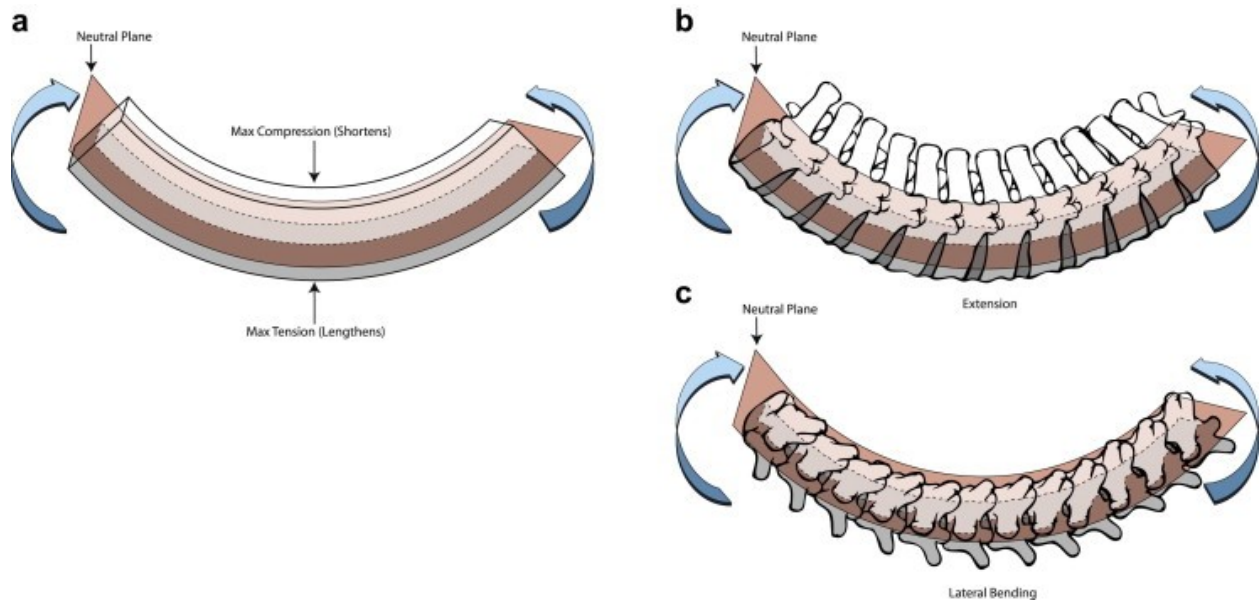 a
Neutral Plane
Max Compression (Shortens)
Max Tension (Lengthens)
b
Neutral Plane
Extension
c
Neutral Plane
Lateral Bending